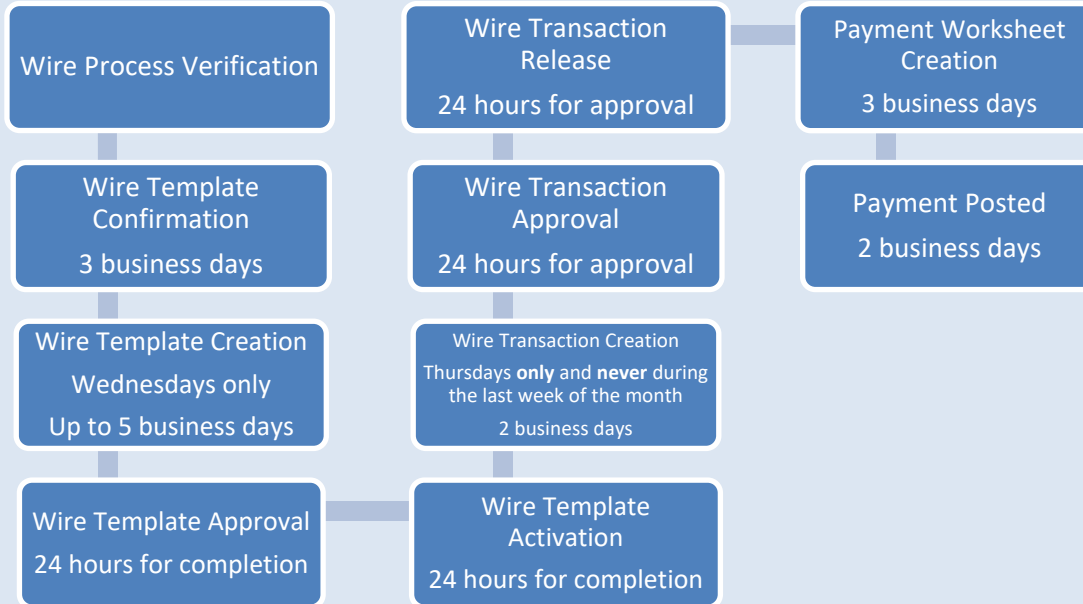 Wire Process Verification
Wire Template
Confirmation
3 business days
Wire Template Creation
Wednesdays only
Up to 5 business days
Wire Template Approval
24 hours for completion
Wire Template
Activation
24 hours for completion
Wire Transaction Creation
Thursdays only and never during
the last week of the month
2 business days
Wire Transaction
Approval
24 hours for approval
Wire Transaction
Release
24 hours for approval
Payment Worksheet
Creation
3 business days
Payment Posted
2 business days